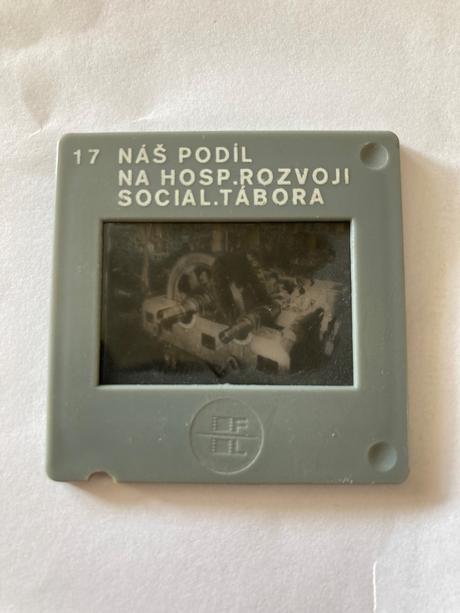 17 NÁŠ PODÍL
NA HOSP.ROZVOJI
SOCIAL.TÁBORA